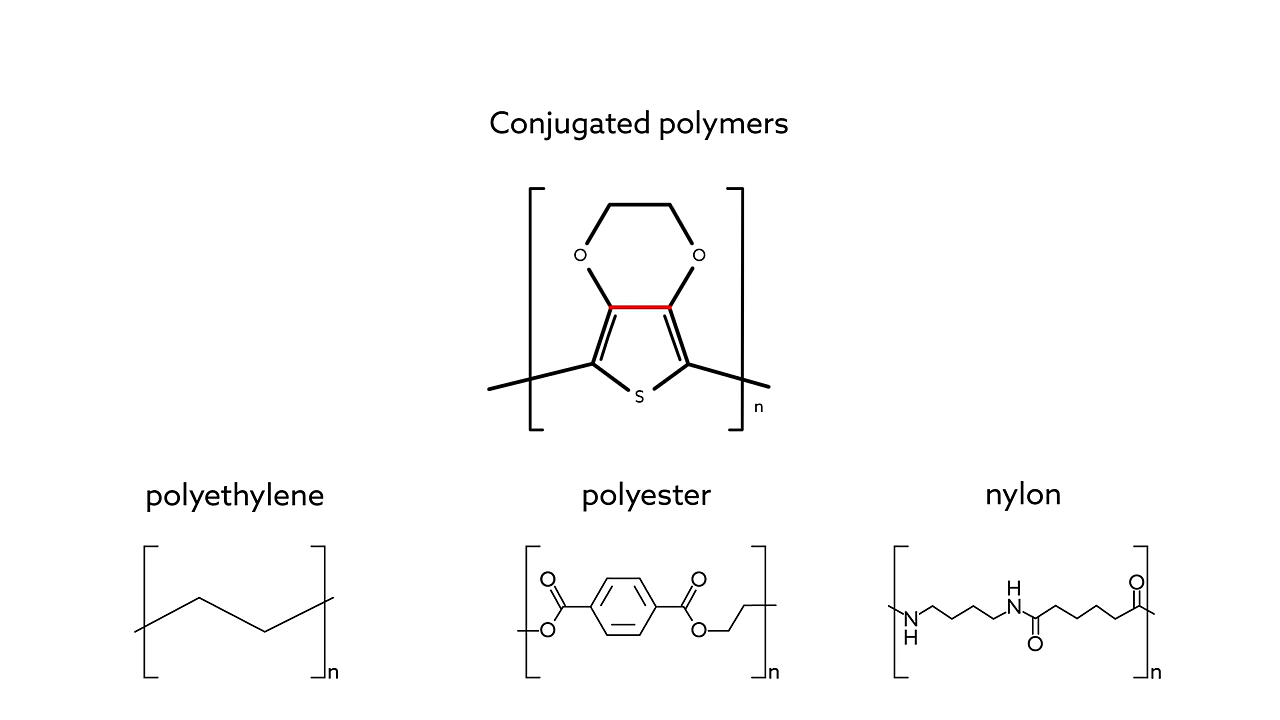 Conjugated polymers
O O
S
n
polyethylene polyester nylon
O O H O
N
O O N
H O
n n n